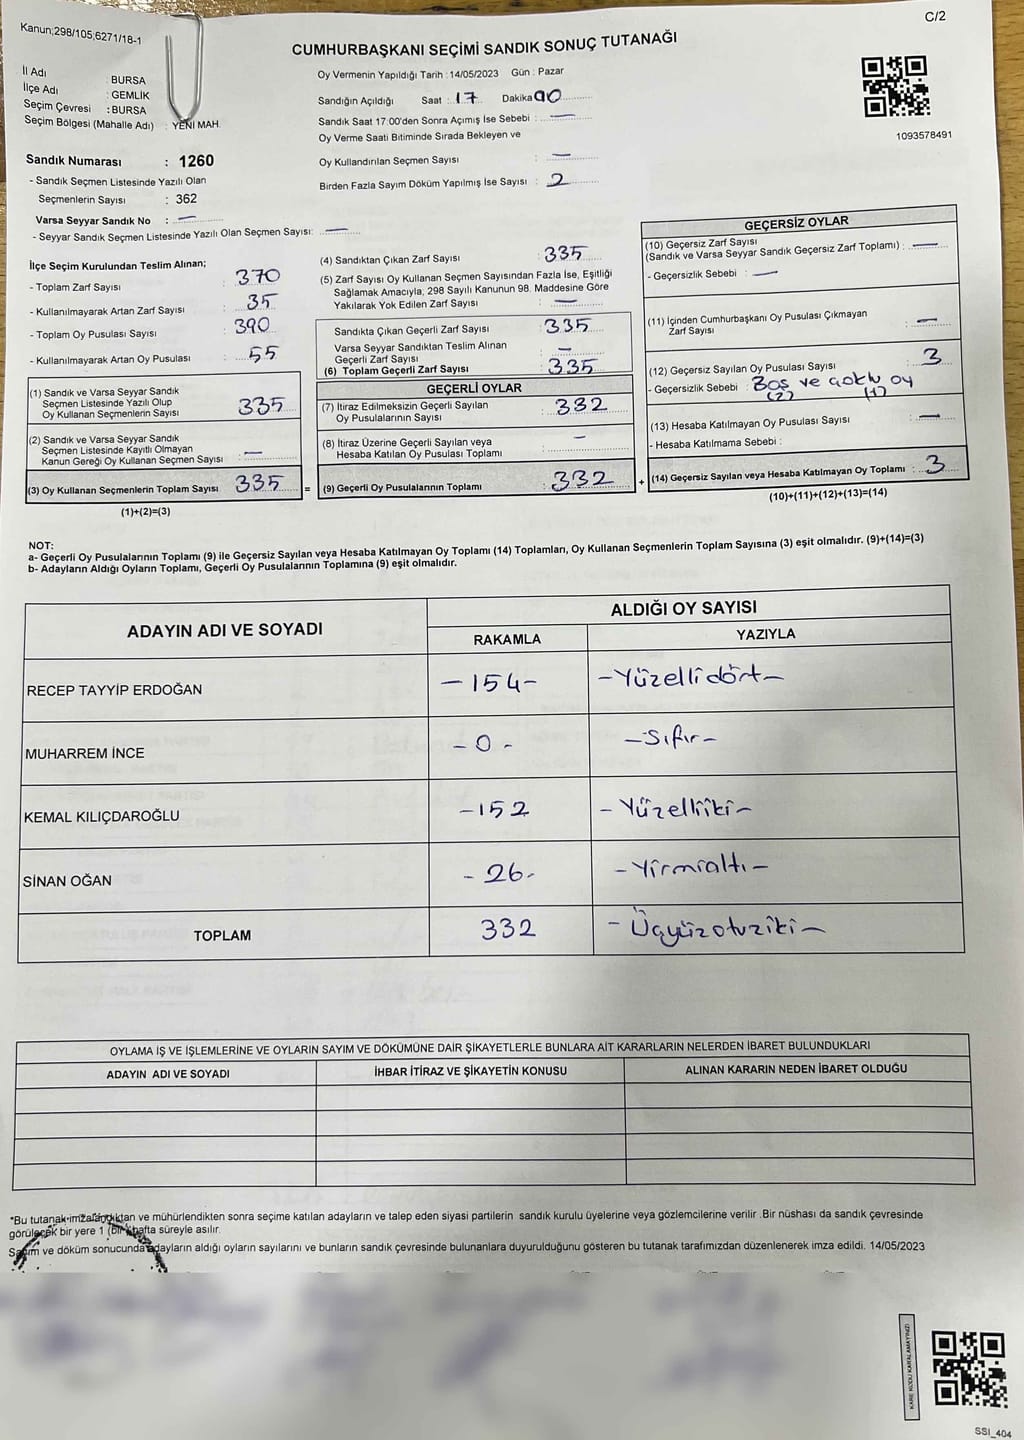 Kanun;298/105;6271/18-1
C/2
CUMHURBAŞKANI SEÇİMİ SANDIK SONUÇ TUTANAĞI
İl Adı : BURSA
İlçe Adı : GEMLİK
Seçim Çevresi : BURSA
Seçim Bölgesi (Mahalle Adı) : YENİ MAH.
Oy Vermenin Yapıldığı Tarih : 14/05/2023 Gün : Pazar
Sandığın Açıldığı Saat : 17 Dakika 00
Sandık Saat 17:00'den Sonra Açımış İse Sebebi : —
Oy Verme Saati Bitiminde Sırada Bekleyen ve
Oy Kullandırılan Seçmen Sayısı : —
Birden Fazla Sayım Döküm Yapılmış İse Sayısı : 2
1093578491
Sandık Numarası : 1260
- Sandık Seçmen Listesinde Yazılı Olan
Seçmenlerin Sayısı : 362
Varsa Seyyar Sandık No : —
- Seyyar Sandık Seçmen Listesinde Yazılı Olan Seçmen Sayısı: —
İlçe Seçim Kurulundan Teslim Alınan;
- Toplam Zarf Sayısı : 370
- Kullanılmayarak Artan Zarf Sayısı : 35
- Toplam Oy Pusulası Sayısı : 390
- Kullanılmayarak Artan Oy Pusulası : 55
(1) Sandık ve Varsa Seyyar Sandık
Seçmen Listesinde Yazılı Olup
Oy Kullanan Seçmenlerin Sayısı : 335
(2) Sandık ve Varsa Seyyar Sandık
Seçmen Listesinde Kayıtlı Olmayan
Kanun Gereği Oy Kullanan Seçmen Sayısı : —
(3) Oy Kullanan Seçmenlerin Toplam Sayısı : 335 =
(1)+(2)=(3)
(4) Sandıktan Çıkan Zarf Sayısı : 335
(5) Zarf Sayısı Oy Kullanan Seçmen Sayısından Fazla İse, Eşitliği
Sağlamak Amacıyla, 298 Sayılı Kanunun 98. Maddesine Göre
Yakılarak Yok Edilen Zarf Sayısı : —
Sandıkta Çıkan Geçerli Zarf Sayısı : 335
Varsa Seyyar Sandıktan Teslim Alınan
Geçerli Zarf Sayısı : —
(6) Toplam Geçerli Zarf Sayısı : 335
GEÇERLİ OYLAR
(7) İtiraz Edilmeksizin Geçerli Sayılan
Oy Pusulalarının Sayısı : 332
(8) İtiraz Üzerine Geçerli Sayılan veya
Hesaba Katılan Oy Pusulası Toplamı : —
(9) Geçerli Oy Pusulalarının Toplamı : 332 +
GEÇERSİZ OYLAR
(10) Geçersiz Zarf Sayısı
(Sandık ve Varsa Seyyar Sandık Geçersiz Zarf Toplamı) : —
- Geçersizlik Sebebi : —
(11) İçinden Cumhurbaşkanı Oy Pusulası Çıkmayan
Zarf Sayısı : —
(12) Geçersiz Sayılan Oy Pusulası Sayısı : 3
- Geçersizlik Sebebi : Boş ve çoklu oy
(2) (1)
(13) Hesaba Katılmayan Oy Pusulası Sayısı : —
- Hesaba Katılmama Sebebi :
(14) Geçersiz Sayılan veya Hesaba Katılmayan Oy Toplamı : 3
(10)+(11)+(12)+(13)=(14)
NOT:
a- Geçerli Oy Pusulalarının Toplamı (9) ile Geçersiz Sayılan veya Hesaba Katılmayan Oy Toplamı (14) Toplamları, Oy Kullanan Seçmenlerin Toplam Sayısına (3) eşit olmalıdır. (9)+(14)=(3)
b- Adayların Aldığı Oyların Toplamı, Geçerli Oy Pusulalarının Toplamına (9) eşit olmalıdır.
ADAYIN ADI VE SOYADI
ALDIĞI OY SAYISI
RAKAMLA YAZIYLA
RECEP TAYYİP ERDOĞAN — 154 - - Yüzellidört -
MUHARREM İNCE - 0 - - Sıfır -
KEMAL KILIÇDAROĞLU - 152 - Yüzelliiki -
SİNAN OĞAN - 26 - - Yirmialtı -
TOPLAM 332 - Üçyüzotuziki -
OYLAMA İŞ VE İŞLEMLERİNE VE OYLARIN SAYIM VE DÖKÜMÜNE DAİR ŞİKAYETLERLE BUNLARA AİT KARARLARIN NELERDEN İBARET BULUNDUKLARI
ADAYIN ADI VE SOYADI İHBAR İTİRAZ VE ŞİKAYETİN KONUSU ALINAN KARARIN NEDEN İBARET OLDUĞU
*Bu tutanak imzalandıktan ve mühürlendikten sonra seçime katılan adayların ve talep eden siyasi partilerin sandık kurulu üyelerine veya gözlemcilerine verilir .Bir nüshası da sandık çevresinde
görülecek bir yere 1 (bir) hafta süreyle asılır.
Sayım ve döküm sonucunda adayların aldığı oyların sayılarını ve bunların sandık çevresinde bulunanlara duyurulduğunu gösteren bu tutanak tarafımızdan düzenlenerek imza edildi. 14/05/2023
KARE KODU KARALAMAYINIZ!
SSI_404